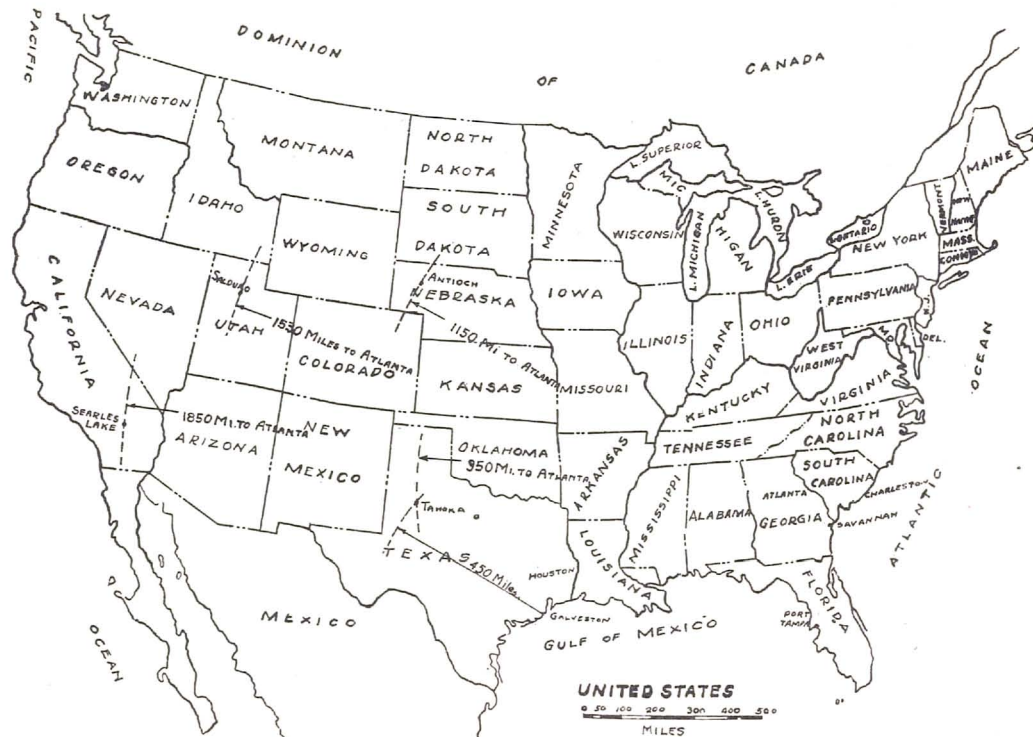 PACIFIC
DOMINION
OF
CANADA
WASHINGTON
MONTANA
NORTH
DAKOTA
MINNESOTA
L. SUPERIOR
MIC
HIGAN
L. HURON
MAINE
VERMONT
NEW
OREGON
IDAHO
SOUTH
DAKOTA
WYOMING
WISCONSIN
L. MICHIGAN
L. ONTARIO
NEW YORK
MASS.
L. ERIE
SALDURO
ANTIOCH
NEBRASKA
IOWA
PENNSYLVANIA
N.J.
CALIFORNIA
NEVADA
UTAH
1530 MILES TO ATLANTA
1150. MI. TO ATLANTA
COLORADO
ILLINOIS
INDIANA
OHIO
WEST
VIRGINIA
MD
DEL.
OCEAN
KANSAS
MISSOURI
KENTUCKY
VIRGINIA
SEARLES
LAKE
1850 MI. TO ATLANTA
ARIZONA
NEW
MEXICO
OKLAHOMA
950 MI. TO ATLANTA
ARKANSAS
TENNESSEE
NORTH
CAROLINA
SOUTH
CAROLINA
ATLANTA
GEORGIA
CHARLESTON
SAVANNAH
ATLANTIC
MISSISSIPPI
ALABAMA
TAHOKA
TEXAS
450 MILES
HOUSTON
LOUISIANA
GALVESTON
FLORIDA
PORT
TAMPA
OCEAN
MEXICO
GULF OF MEXICO
UNITED STATES
0 50 100 200 300 400 500
MILES